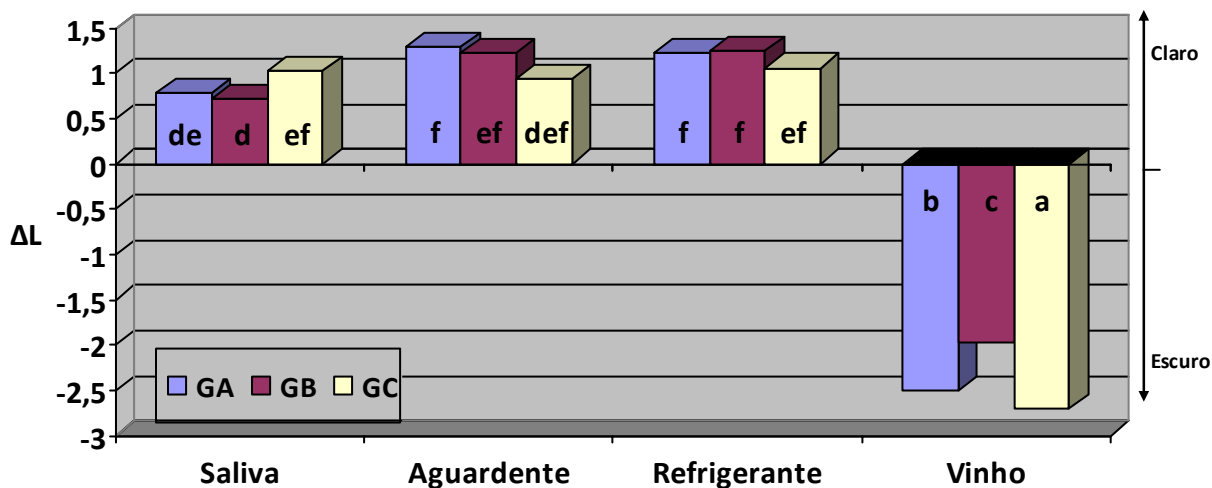 1,5
1
0,5
0
-0,5
-1
-1,5
-2
-2,5
-3
ΔL
de d ef
f ef def
f f ef
b c a
Claro
Escuro
GA GB GC
Saliva Aguardente Refrigerante Vinho